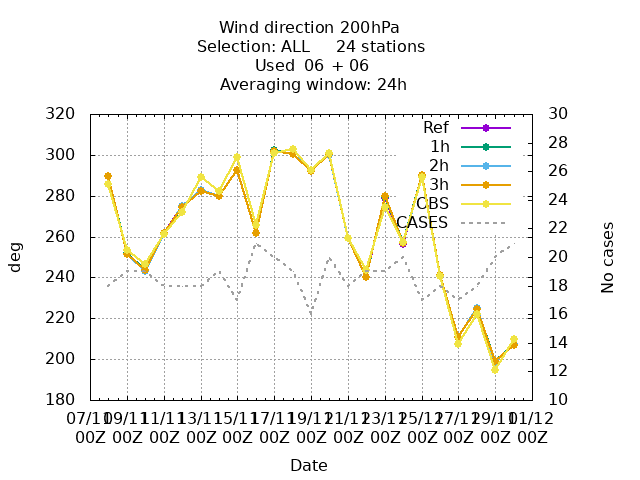 Wind direction 200hPa
Selection: ALL 24 stations
Used 06 + 06
Averaging window: 24h
320
300
280
260
240
220
200
180
deg
30
28
26
24
22
20
18
16
14
12
10
No cases
Ref
1h
2h
3h
OBS
CASES
07/11 09/11 11/11 13/11 15/11 17/11 19/11 21/11 23/11 25/11 27/11 29/11 01/12
00Z 00Z 00Z 00Z 00Z 00Z 00Z 00Z 00Z 00Z 00Z 00Z 00Z
Date